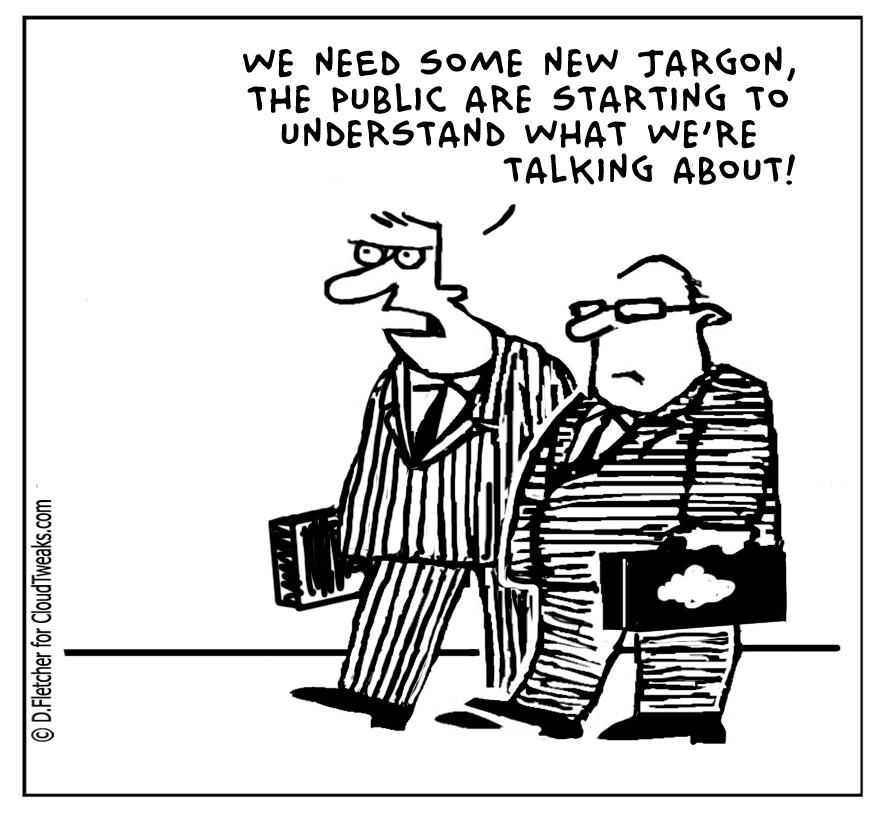 WE NEED SOME NEW JARGON,
THE PUBLIC ARE STARTING TO
UNDERSTAND WHAT WE'RE
TALKING ABOUT!
© D.Fletcher for CloudTweaks.com